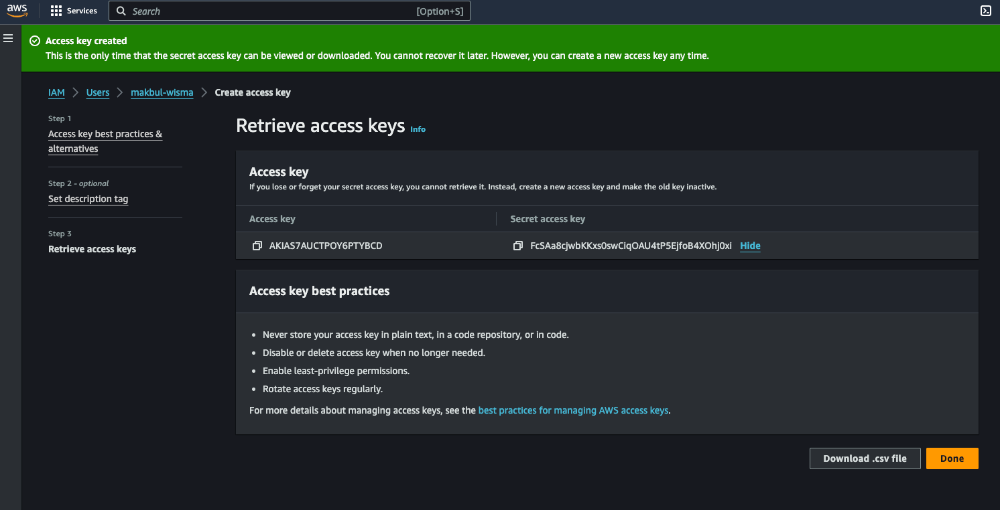 aws
Services
Search
[Option+S]
Access key created
This is the only time that the secret access key can be viewed or downloaded. You cannot recover it later. However, you can create a new access key any time.
IAM > Users > makbul-wisma > Create access key
Step 1
Access key best practices &
alternatives
Step 2 - optional
Set description tag
Step 3
Retrieve access keys
Retrieve access keys Info
Access key
If you lose or forget your secret access key, you cannot retrieve it. Instead, create a new access key and make the old key inactive.
Access key
Secret access key
AKIAS7AUCTPOY6PTYBCD
FcSAa8cjwbKKxs0swCiqOAU4tP5EjfoB4XOhj0xi Hide
Access key best practices
• Never store your access key in plain text, in a code repository, or in code.
• Disable or delete access key when no longer needed.
• Enable least-privilege permissions.
• Rotate access keys regularly.
For more details about managing access keys, see the best practices for managing AWS access keys.
Download .csv file
Done